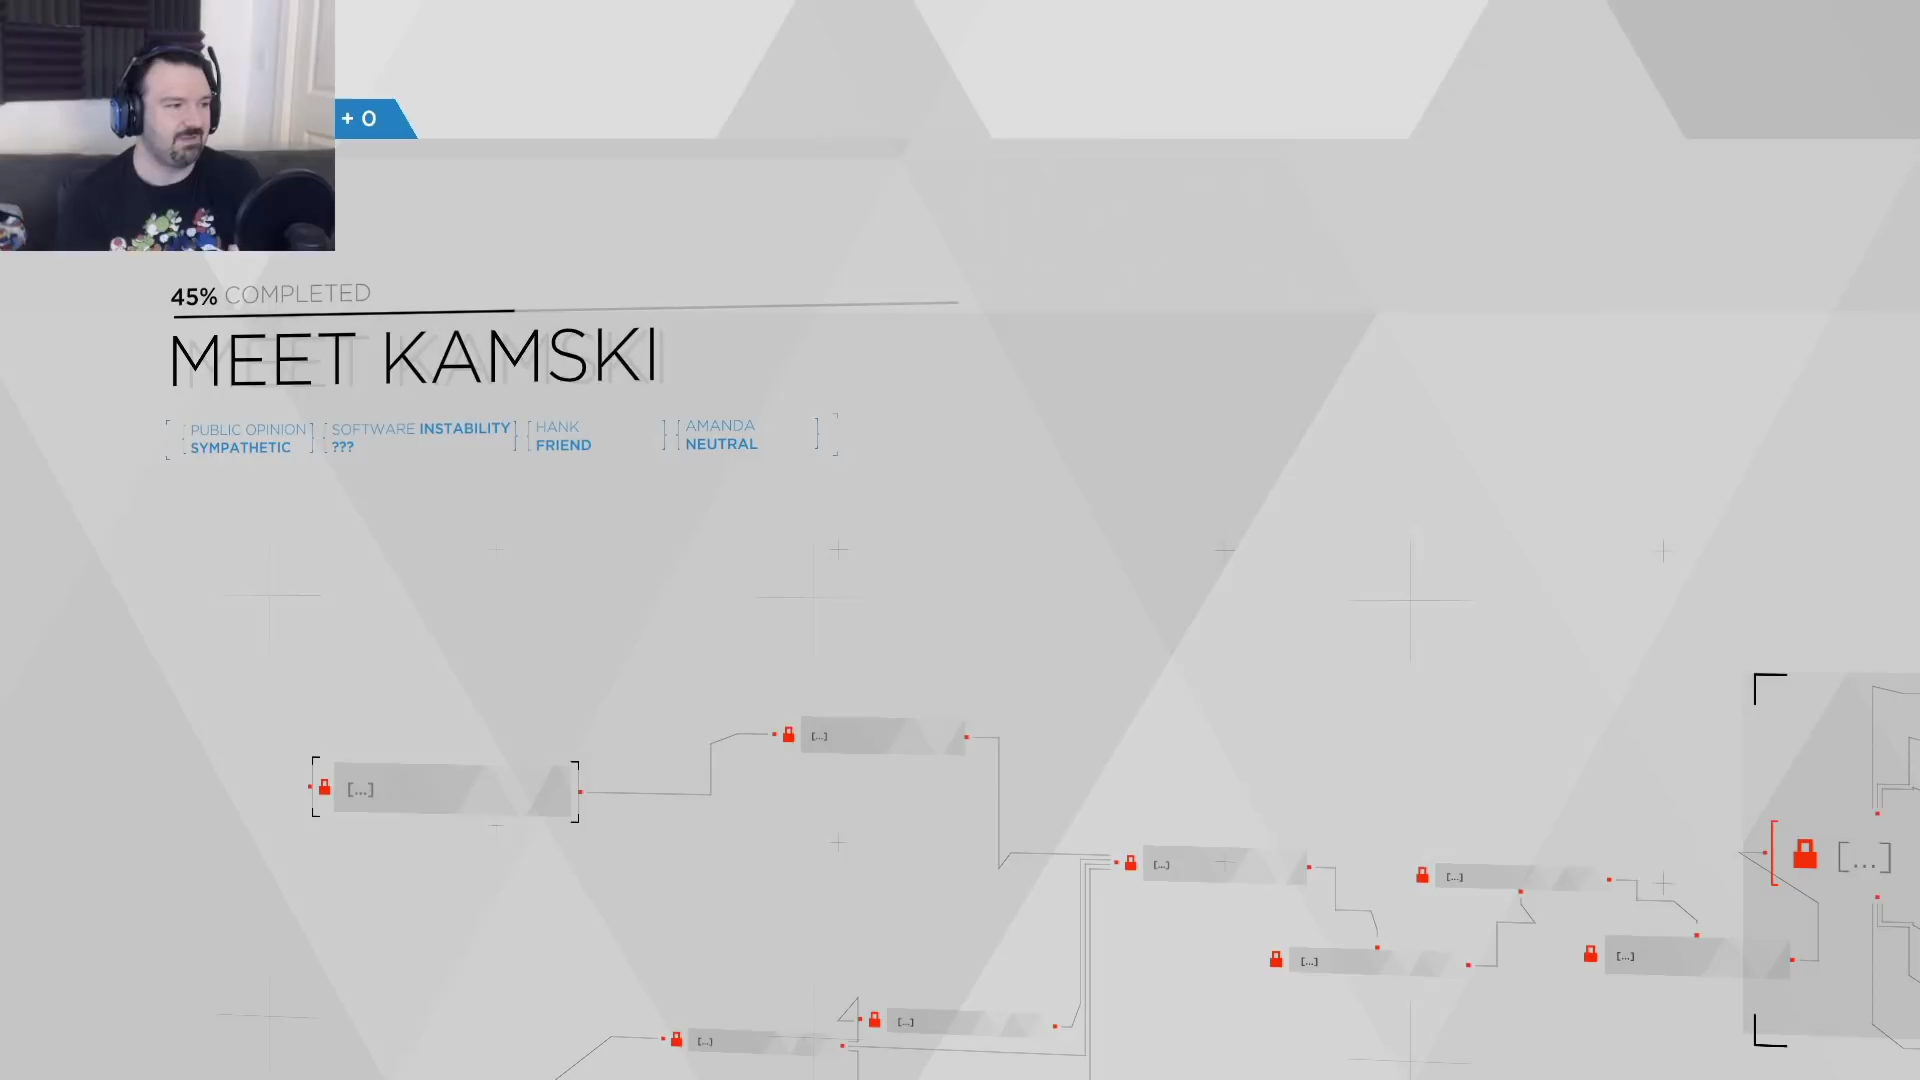 + 0
45% COMPLETED
MEET KAMSKI
PUBLIC OPINION
SYMPATHETIC
SOFTWARE INSTABILITY
???
HANK
FRIEND
AMANDA
NEUTRAL
[...]
[...]
[...]
[...]
[...]
[...]
[...]
[...]
[...]